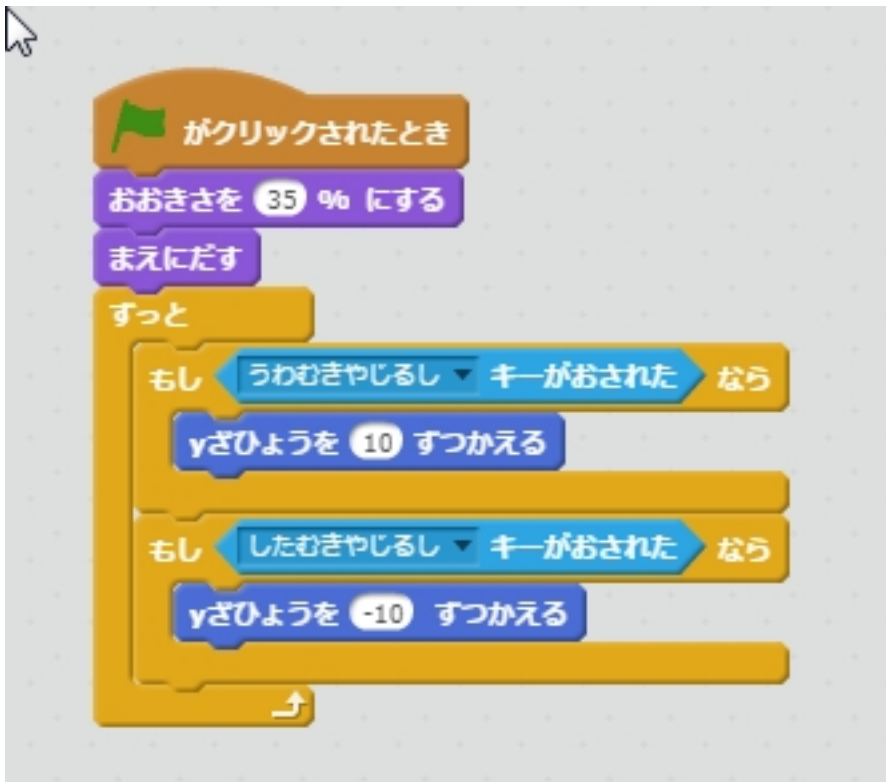 がクリックされたとき
おおきさを 35 % にする
まえにだす
ずっと
もし うわむきやじるし キーがおされた なら
yざひょうを 10 ずつかえる
もし したむきやじるし キーがおされた なら
yざひょうを -10 ずつかえる